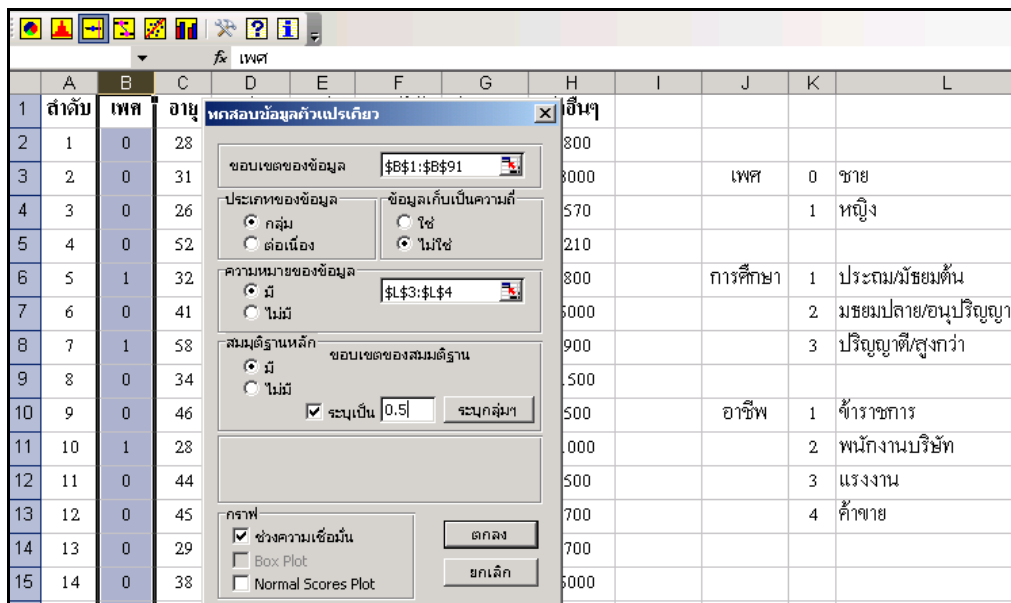 fx เพศ
A B C D E F G H I J K L
1 ลำดับ เพศ อายุ อื่นๆ
2 1 0 28 800
3 2 0 31 3000 เพศ 0 ชาย
4 3 0 26 570 1 หญิง
5 4 0 52 210
6 5 1 32 800 การศึกษา 1 ประถม/มัธยมต้น
7 6 0 41 5000 2 มธยมปลาย/อนุปริญญา
8 7 1 58 900 3 ปริญญาตี/สูงกว่า
9 8 0 34 500
10 9 0 46 500 อาชีพ 1 ข้าราชการ
11 10 1 28 000 2 พนักงานบริษัท
12 11 0 44 500 3 แรงงาน
13 12 0 45 700 4 ค้าขาย
14 13 0 29 700
15 14 0 38 5000
ทดสอบข้อมูลตัวแปรเดียว
ขอบเขตของข้อมูล $B$1:$B$91
ประเภทของข้อมูล
กลุ่ม
ต่อเนื่อง
ข้อมูลเก็บเป็นความถี่
ใช่
ไม่ใช่
ความหมายของข้อมูล
มี
ไม่มี
$L$3:$L$4
สมมุติฐานหลัก
มี
ไม่มี
ขอบเขตของสมมติฐาน
ระบุเป็น 0.5 ระบุกลุ่มฯ
กราฟ
ช่วงความเชื่อมั่น
Box Plot
Normal Scores Plot
ตกลง
ยกเลิก